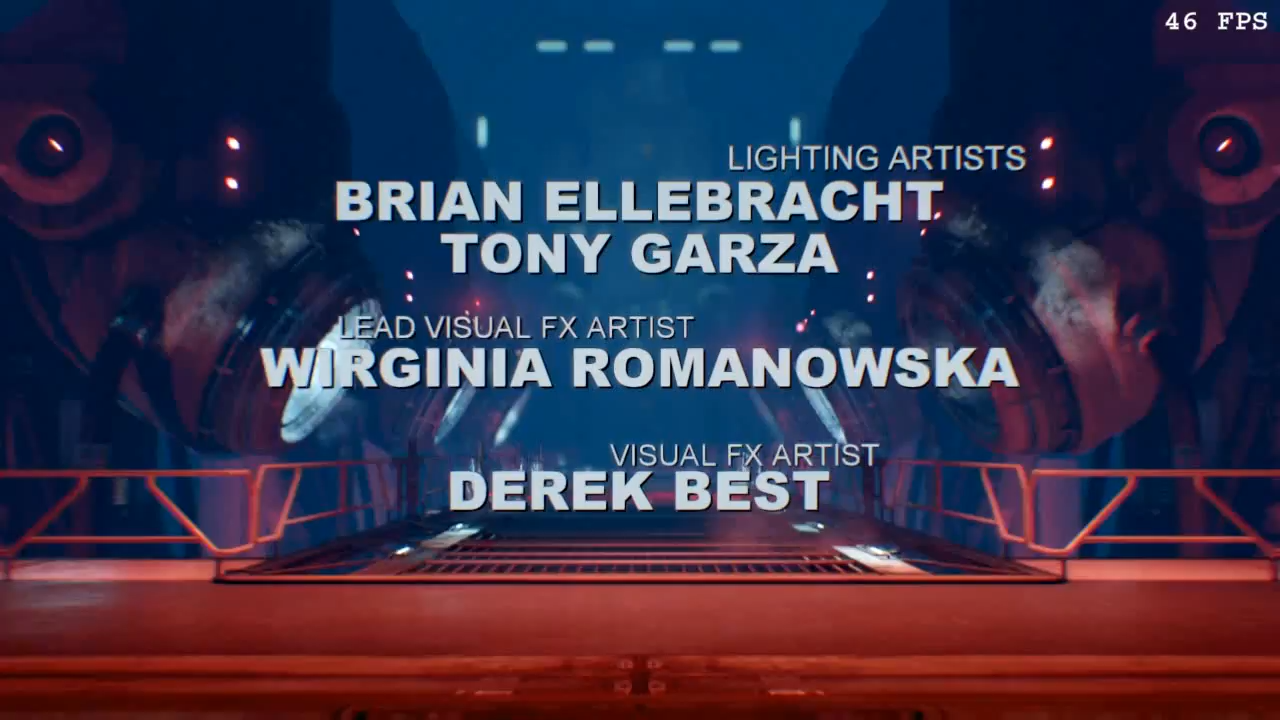 46 FPS
LIGHTING ARTISTS
BRIAN ELLEBRACHT
TONY GARZA
LEAD VISUAL FX ARTIST
WIRGINIA ROMANOWSKA
VISUAL FX ARTIST
DEREK BEST